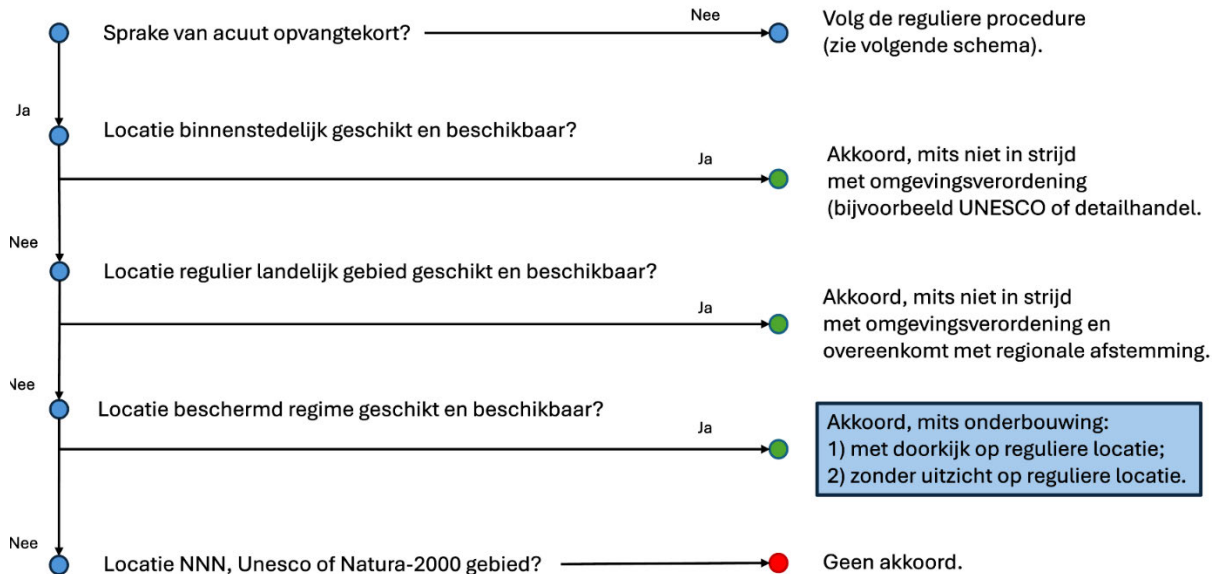 Sprake van acuut opvangtekort?
Nee
Volg de reguliere procedure
(zie volgende schema).
Ja
Locatie binnenstedelijk geschikt en beschikbaar?
Ja
Akkoord, mits niet in strijd
met omgevingsverordening
(bijvoorbeeld UNESCO of detailhandel.
Nee
Locatie regulier landelijk gebied geschikt en beschikbaar?
Ja
Akkoord, mits niet in strijd
met omgevingsverordening en
overeenkomt met regionale afstemming.
Nee
Locatie beschermd regime geschikt en beschikbaar?
Ja
Akkoord, mits onderbouwing:
1) met doorkijk op reguliere locatie;
2) zonder uitzicht op reguliere locatie.
Nee
Locatie NNN, Unesco of Natura-2000 gebied?
Geen akkoord.